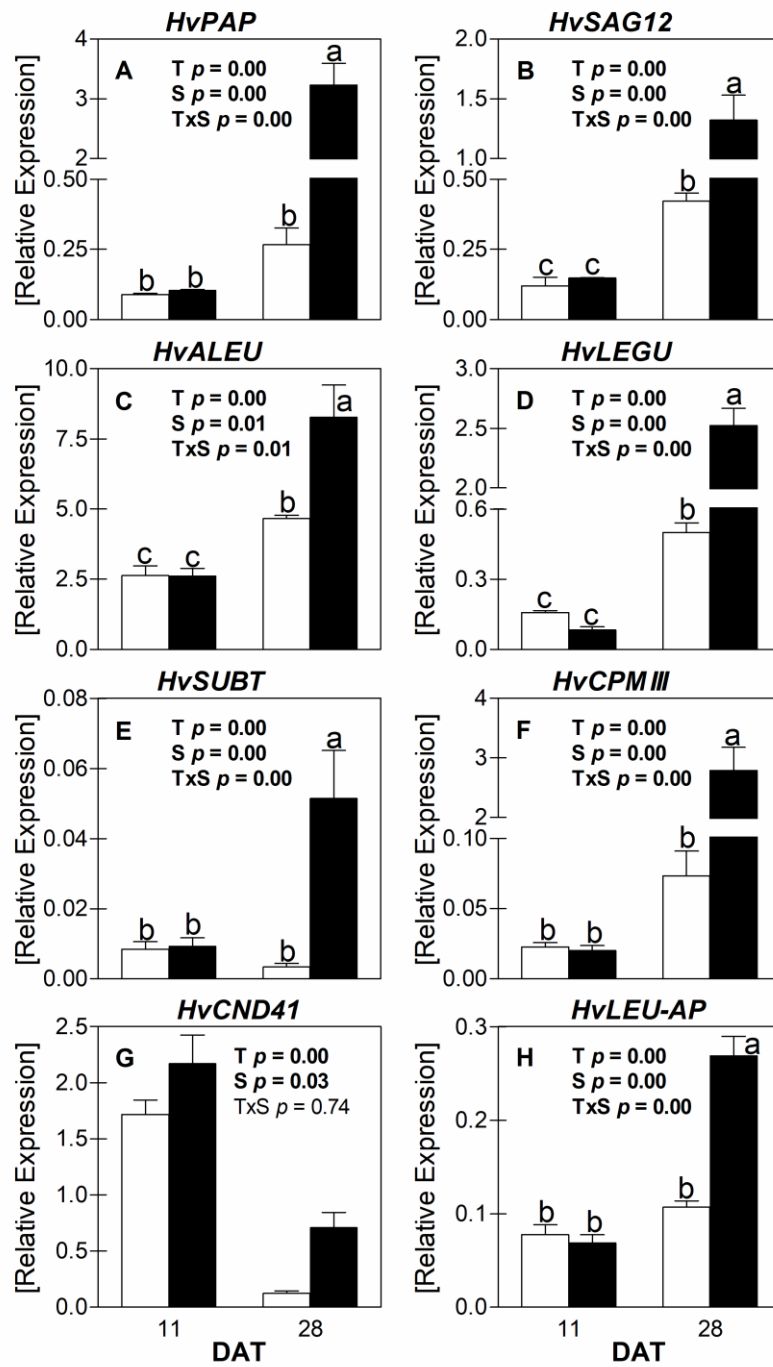 HvPAP
A
T p = 0.00
S p = 0.00
TxS p = 0.00
[Relative Expression]
4
3
2
0.50
0.25
0.00
b
b
b
a
HvSAG12
B
T p = 0.00
S p = 0.00
TxS p = 0.00
[Relative Expression]
2.0
1.5
1.0
0.50
0.25
0.00
c
c
b
a
HvALEU
C
T p = 0.00
S p = 0.01
TxS p = 0.01
[Relative Expression]
10.0
7.5
5.0
2.5
0.0
c
c
b
a
HvLEGU
D
T p = 0.00
S p = 0.00
TxS p = 0.00
[Relative Expression]
3.0
2.5
2.0
0.6
0.3
0.0
c
c
b
a
HvSUBT
E
T p = 0.00
S p = 0.00
TxS p = 0.00
[Relative Expression]
0.08
0.06
0.04
0.02
0.00
b
b
b
a
HvCPMIII
F
T p = 0.00
S p = 0.00
TxS p = 0.00
[Relative Expression]
4
3
2
0.10
0.05
0.00
b
b
b
a
HvCND41
G
T p = 0.00
S p = 0.03
TxS p = 0.74
[Relative Expression]
2.5
2.0
1.5
1.0
0.5
0.0
11
28
DAT
HvLEU-AP
H
T p = 0.00
S p = 0.00
TxS p = 0.00
[Relative Expression]
0.3
0.2
0.1
0.0
b
b
b
a
11
28
DAT